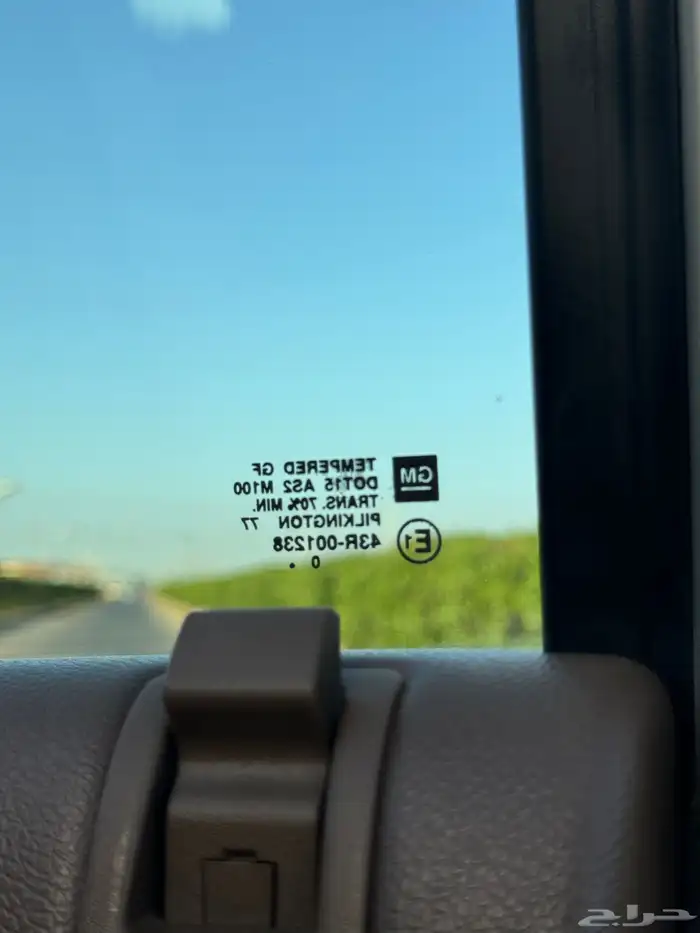 GM
TEMPERED GF
DOT15 AS2 M100
TRANS. 70% MIN.
PILKINGTON 77
E1
43R-001238
0 .
حراج